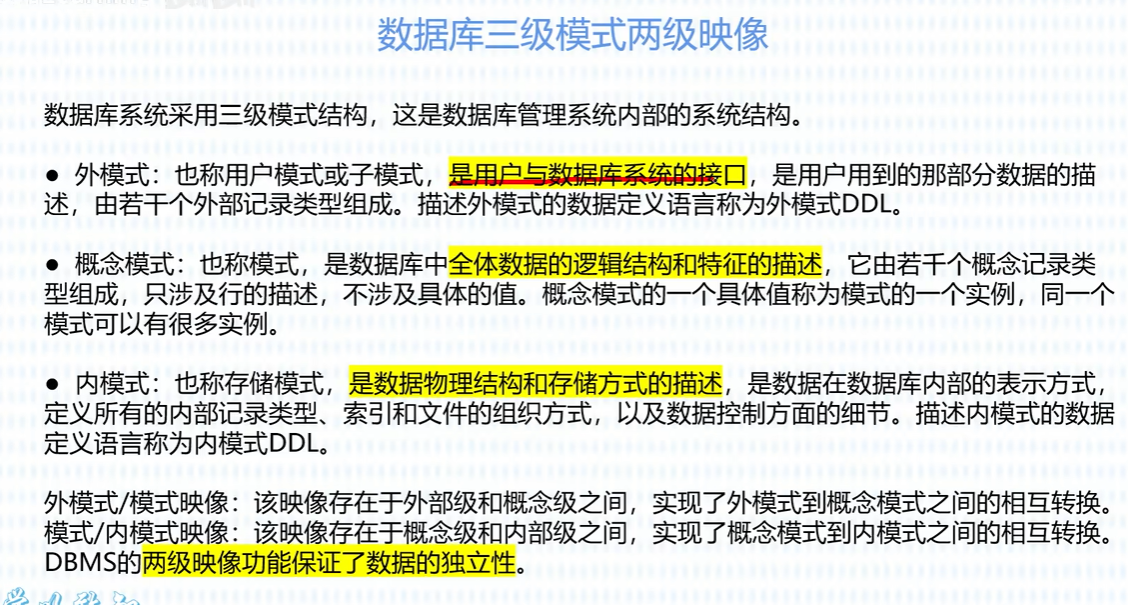 数据库三级模式两级映像
数据库系统采用三级模式结构，这是数据库管理系统内部的系统结构。
● 外模式：也称用户模式或子模式，是用户与数据库系统的接口，是用户用到的那部分数据的描
述，由若干个外部记录类型组成。描述外模式的数据定义语言称为外模式DDL。
● 概念模式：也称模式，是数据库中全体数据的逻辑结构和特征的描述，它由若干个概念记录类
型组成，只涉及行的描述，不涉及具体的值。概念模式的一个具体值称为模式的一个实例，同一个
模式可以有很多实例。
● 内模式：也称存储模式，是数据物理结构和存储方式的描述，是数据在数据库内部的表示方式，
定义所有的内部记录类型、索引和文件的组织方式，以及数据控制方面的细节。描述内模式的数据
定义语言称为内模式DDL。
外模式/模式映像：该映像存在于外部级和概念级之间，实现了外模式到概念模式之间的相互转换。
模式/内模式映像：该映像存在于概念级和内部级之间，实现了概念模式到内模式之间的相互转换。
DBMS的两级映像功能保证了数据的独立性。